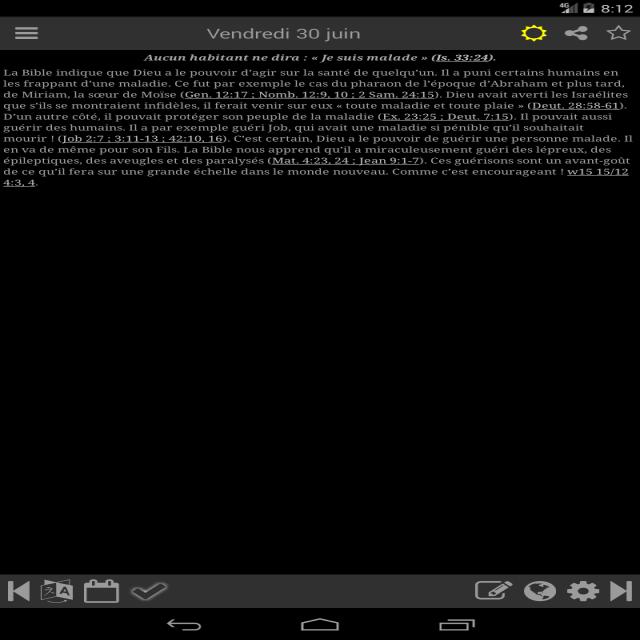 4G 8:12
Vendredi 30 juin
Aucun habitant ne dira : « Je suis malade » (Is. 33:24).
La Bible indique que Dieu a le pouvoir d'agir sur la santé de quelqu'un. Il a puni certains humains en
les frappant d'une maladie. Ce fut par exemple le cas du pharaon de l'époque d'Abraham et plus tard,
de Miriam, la sœur de Moïse (Gen. 12:17 ; Nomb. 12:9, 10 ; 2 Sam. 24:15). Dieu avait averti les Israélites
que s'ils se montraient infidèles, il ferait venir sur eux « toute maladie et toute plaie » (Deut. 28:58-61).
D'un autre côté, il pouvait protéger son peuple de la maladie (Ex. 23:25 ; Deut. 7:15). Il pouvait aussi
guérir des humains. Il a par exemple guéri Job, qui avait une maladie si pénible qu'il souhaitait
mourir ! (Job 2:7 ; 3:11-13 ; 42:10, 16). C'est certain, Dieu a le pouvoir de guérir une personne malade. Il
en va de même pour son Fils. La Bible nous apprend qu'il a miraculeusement guéri des lépreux, des
épileptiques, des aveugles et des paralysés (Mat. 4:23, 24 ; Jean 9:1-7). Ces guérisons sont un avant-goût
de ce qu'il fera sur une grande échelle dans le monde nouveau. Comme c'est encourageant ! w15 15/12
4:3, 4.
A